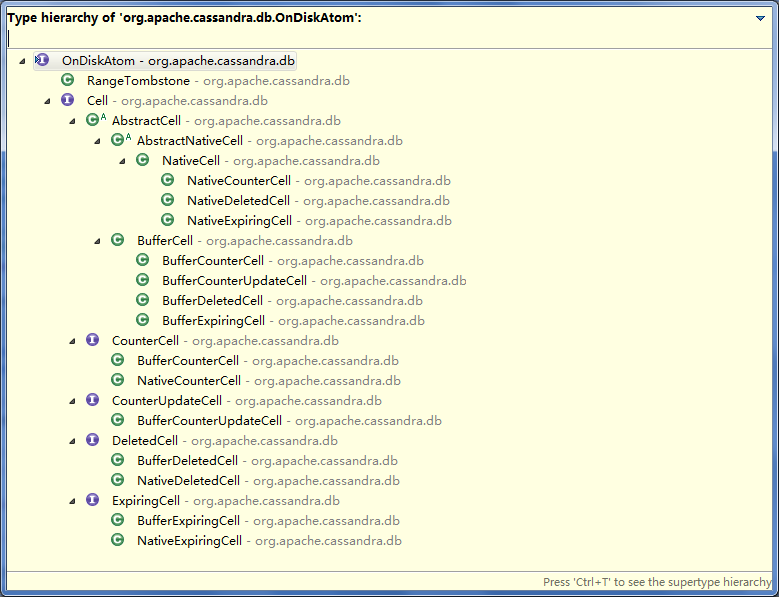 Type hierarchy of 'org.apache.cassandra.db.OnDiskAtom':
OnDiskAtom - org.apache.cassandra.db
RangeTombstone - org.apache.cassandra.db
Cell - org.apache.cassandra.db
AbstractCell - org.apache.cassandra.db
AbstractNativeCell - org.apache.cassandra.db
NativeCell - org.apache.cassandra.db
NativeCounterCell - org.apache.cassandra.db
NativeDeletedCell - org.apache.cassandra.db
NativeExpiringCell - org.apache.cassandra.db
BufferCell - org.apache.cassandra.db
BufferCounterCell - org.apache.cassandra.db
BufferCounterUpdateCell - org.apache.cassandra.db
BufferDeletedCell - org.apache.cassandra.db
BufferExpiringCell - org.apache.cassandra.db
CounterCell - org.apache.cassandra.db
BufferCounterCell - org.apache.cassandra.db
NativeCounterCell - org.apache.cassandra.db
CounterUpdateCell - org.apache.cassandra.db
BufferCounterUpdateCell - org.apache.cassandra.db
DeletedCell - org.apache.cassandra.db
BufferDeletedCell - org.apache.cassandra.db
NativeDeletedCell - org.apache.cassandra.db
ExpiringCell - org.apache.cassandra.db
BufferExpiringCell - org.apache.cassandra.db
NativeExpiringCell - org.apache.cassandra.db
Press 'Ctrl+T' to see the supertype hierarchy